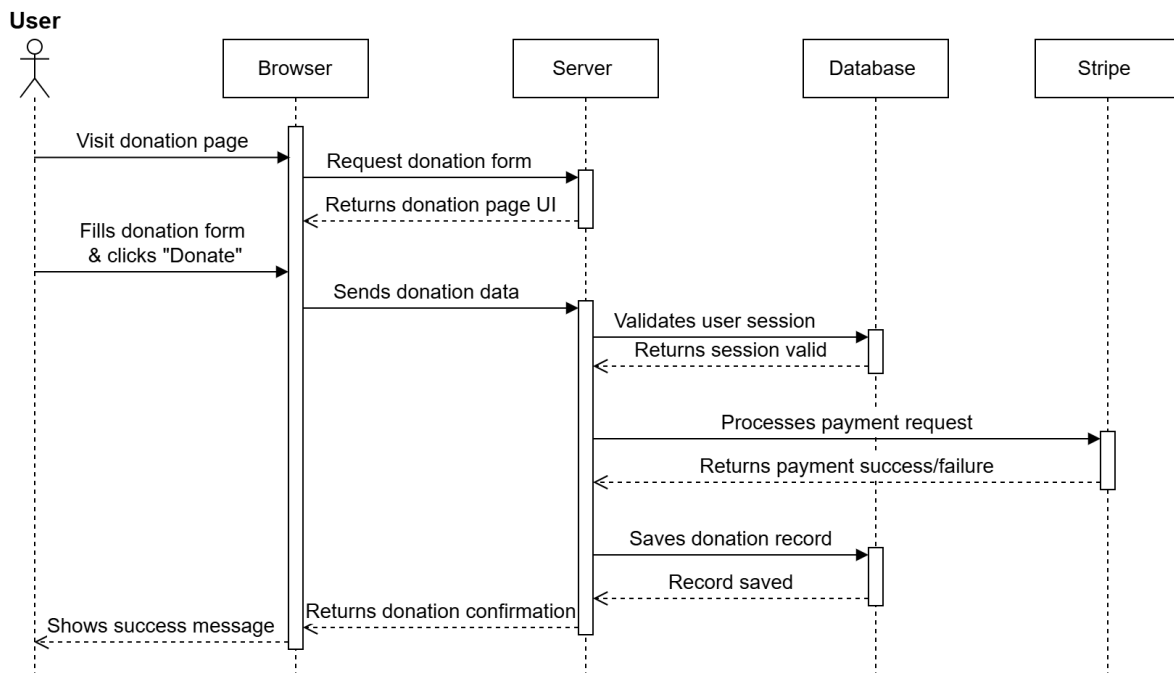 User
Browser
Server
Database
Stripe
Visit donation page
Request donation form
Returns donation page UI
Fills donation form
& clicks "Donate"
Sends donation data
Validates user session
Returns session valid
Processes payment request
Returns payment success/failure
Saves donation record
Record saved
Returns donation confirmation
Shows success message